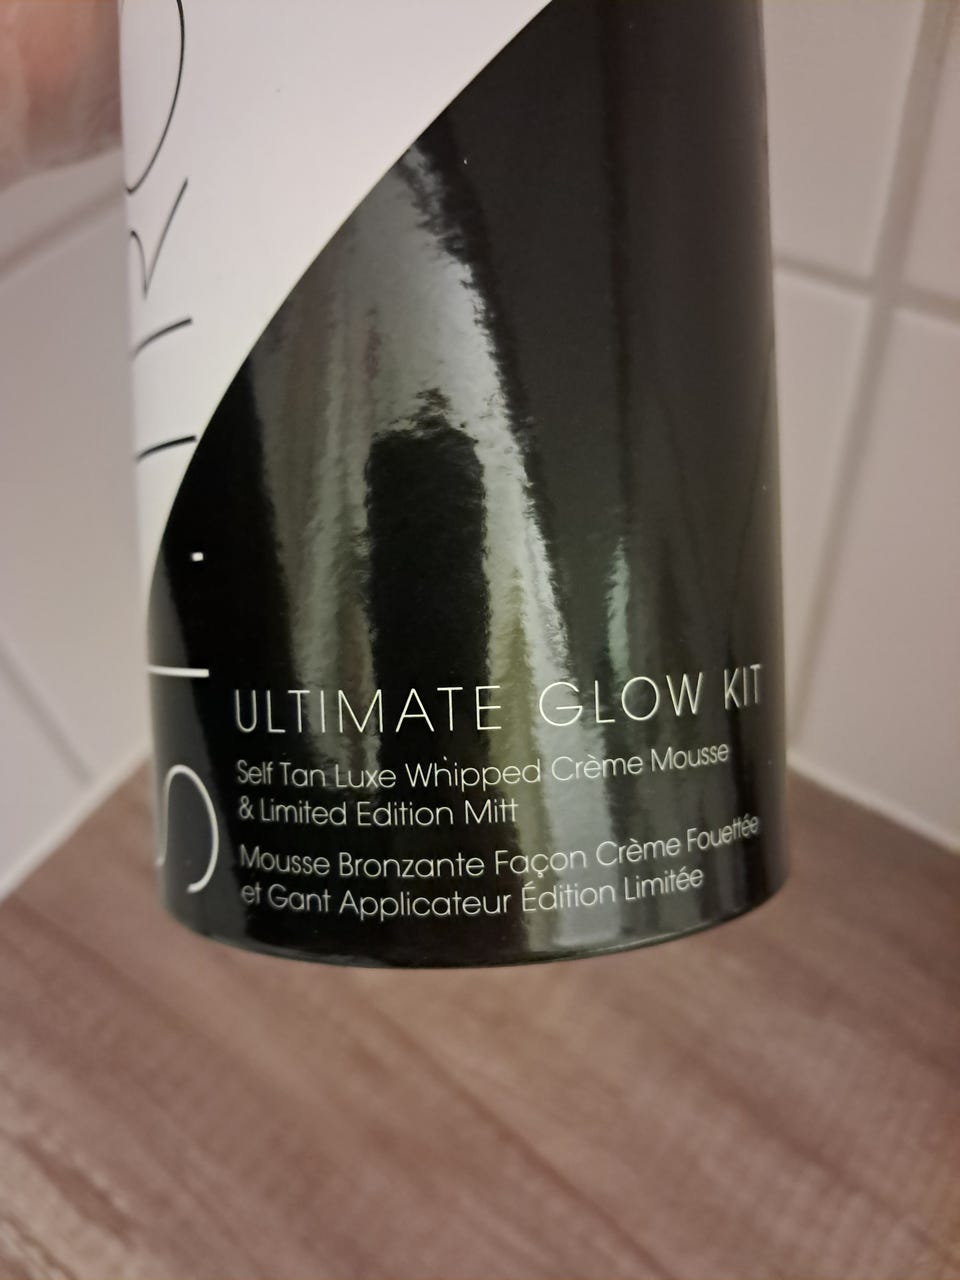 ULTIMATE GLOW KIT
Self Tan Luxe Whipped Crème Mousse
& Limited Edition Mitt
Mousse Bronzante Façon Crème Fouettée
et Gant Applicateur Édition Limitée